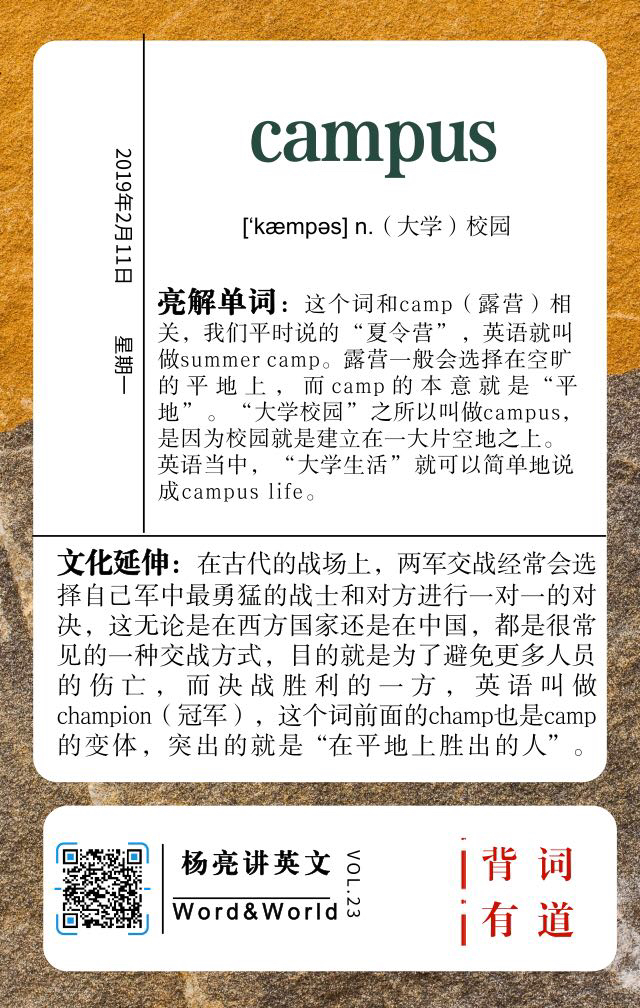 campus
2019年2月11日 星期一
['kæmpəs] n.（大学）校园
亮解单词：这个词和camp（露营）相
关，我们平时说的“夏令营”，英语就叫
做summer camp。露营一般会选择在空旷
的平地上，而camp的本意就是“平
地”。“大学校园”之所以叫做campus，
是因为校园就是建立在一大片空地之上。
英语当中，“大学生活”就可以简单地说
成campus life。
文化延伸：在古代的战场上，两军交战经常会选
择自己军中最勇猛的战士和对方进行一对一的对
决，这无论是在西方国家还是在中国，都是很常
见的一种交战方式，目的就是为了避免更多人员
的伤亡，而决战胜利的一方，英语叫做
champion（冠军），这个词前面的champ也是camp
的变体，突出的就是“在平地上胜出的人”。
杨亮讲英文
Word&World
VOL.23
背词
有道